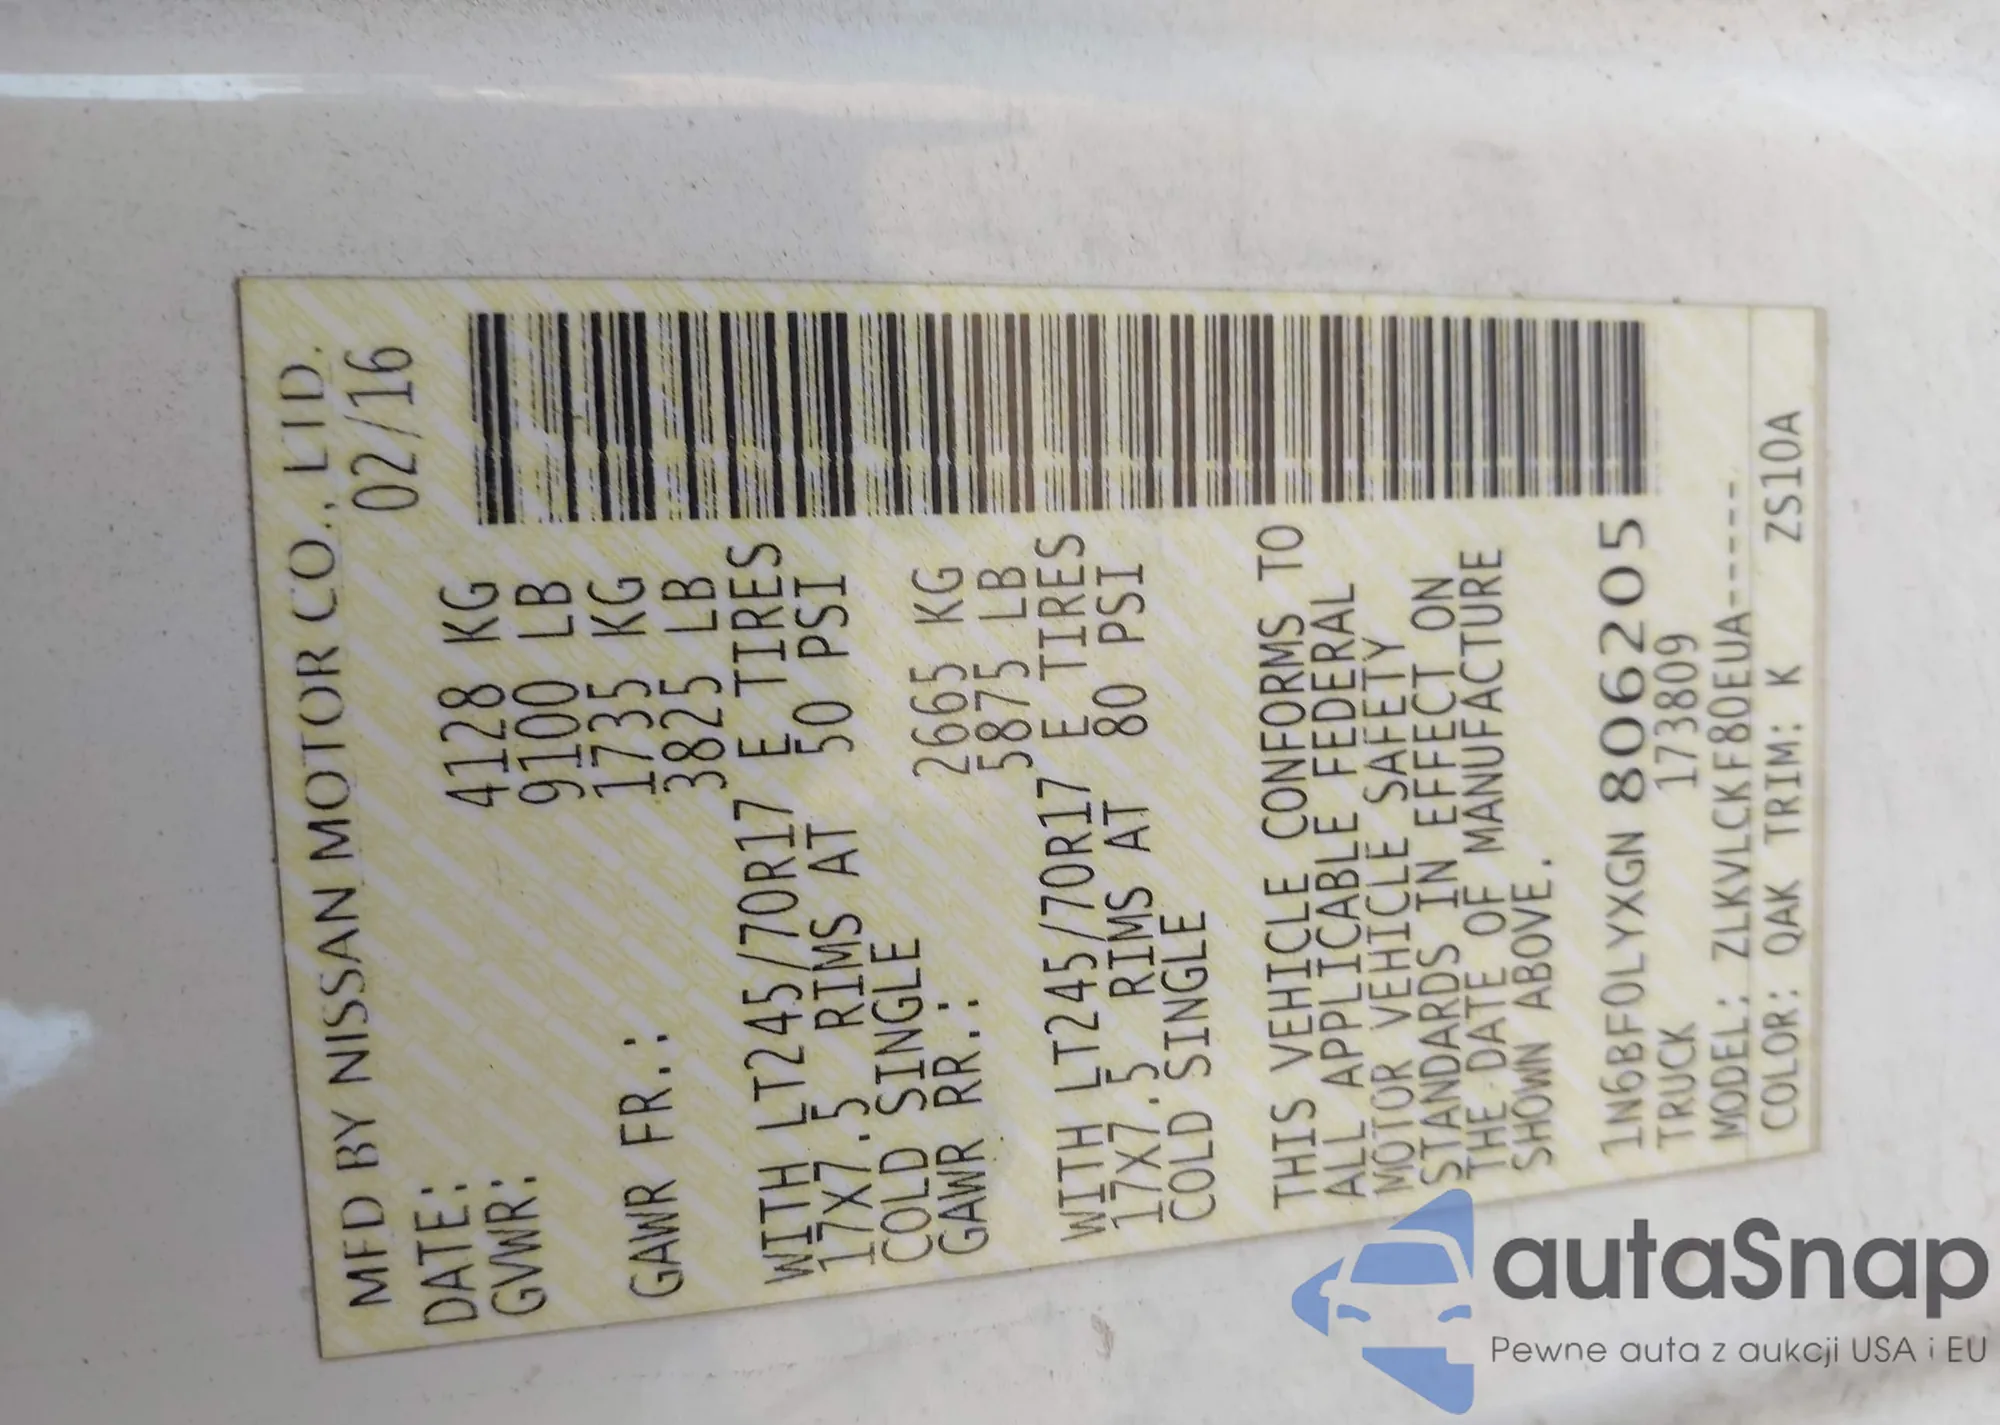 MFD BY NISSAN MOTOR CO., LTD.
DATE: 02/16
GVWR: 4128 KG
9100 LB
GAWR FR.: 1735 KG
3825 LB
WITH LT245/70R17 E TIRES
17X7.5 RIMS AT 50 PSI
COLD SINGLE
GAWR RR.: 2665 KG
5875 LB
WITH LT245/70R17 E TIRES
17X7.5 RIMS AT 80 PSI
COLD SINGLE
THIS VEHICLE CONFORMS TO
ALL APPLICABLE FEDERAL
MOTOR VEHICLE SAFETY
STANDARDS IN EFFECT ON
THE DATE OF MANUFACTURE
SHOWN ABOVE.
1N6BF0LYXGN 806205
TRUCK 173809
MODEL: ZLKVLCKF80EUA------
COLOR: QAK TRIM: K ZS10A
autaSnap
Pewne auta z aukcji USA i EU